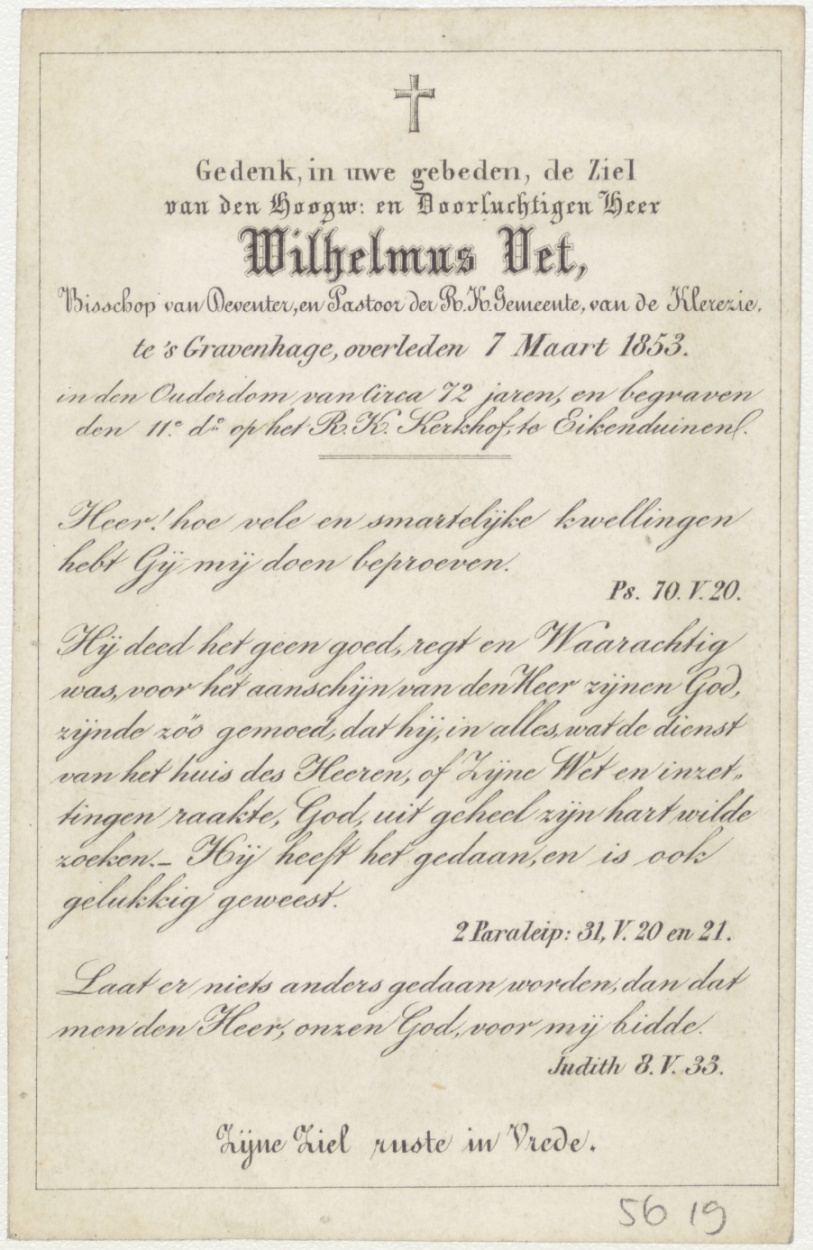 Gedenk, in uwe gebeden, de Ziel
van den Hoogw: en Doorluchtigen Heer
Wilhelmus Vet,
Bisschop van Deventer, en Pastoor der R. K. Gemeente, van de Klerezie,
te 's Gravenhage, overleden 7 Maart 1853.
in den Ouderdom van Circa 72 jaren, en begraven
den 11e do op het R. K. Kerkhof, te Eikenduinen.
Heer! hoe vele en smartelijke kwellingen
hebt Gij mij doen beproeven.
Ps. 70. V. 20.
Hij deed het geen goed, regt en Waarachtig
was, voor het aanschijn van den Heer zijnen God,
zijnde zöo gemoed, dat hij, in alles, wat de dienst
van het huis des Heeren, of Zijne Wet en inzet„
tingen raakte, God, uit geheel zijn hart wilde
zoeken.— Hij heeft het gedaan, en is ook
gelukkig geweest.
2 Paraleip: 31, V. 20 en 21.
Laat er niets anders gedaan worden, dan dat
men den Heer, onzen God, voor mij bidde.
Judith 8. V. 33.
Zijne Ziel ruste in Vrede.
56 19